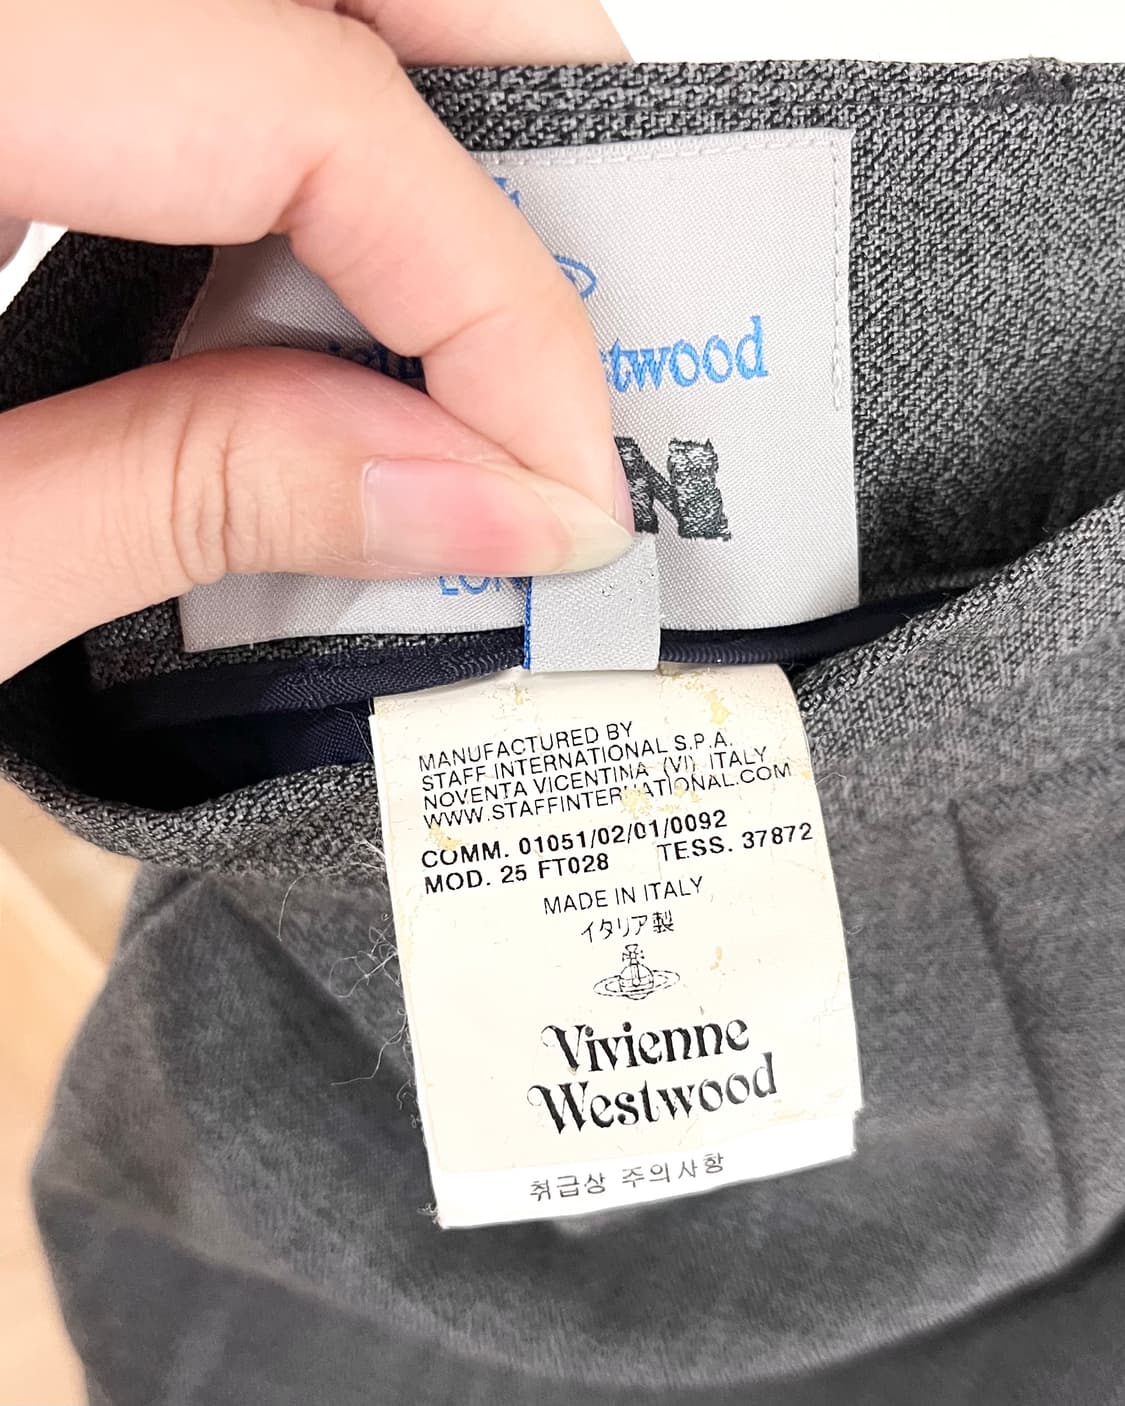 twood
N
LON
MANUFACTURED BY
STAFF INTERNATIONAL S.P.A.
NOVENTA VICENTINA (VI) ITALY
WWW.STAFFINTERNATIONAL.COM
COMM. 01051/02/01/0092
MOD. 25 FT028 TESS. 37872
MADE IN ITALY
イタリア製
Vivienne
Westwood
취급상 주의사항